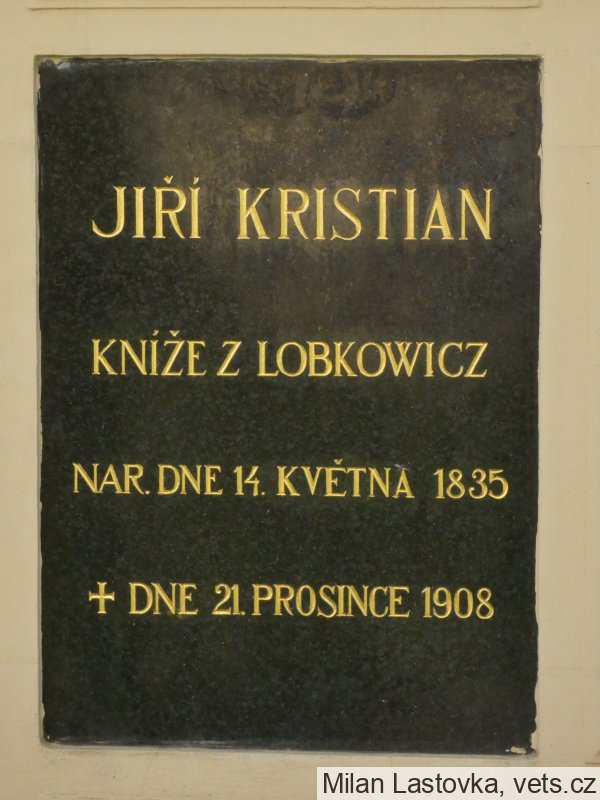 JIŘÍ KRISTIAN
KNÍŽE Z LOBKOWICZ
NAR. DNE 14. KVĚTNA 1835
✝ DNE 21. PROSINCE 1908
Milan Lastovka, vets.cz